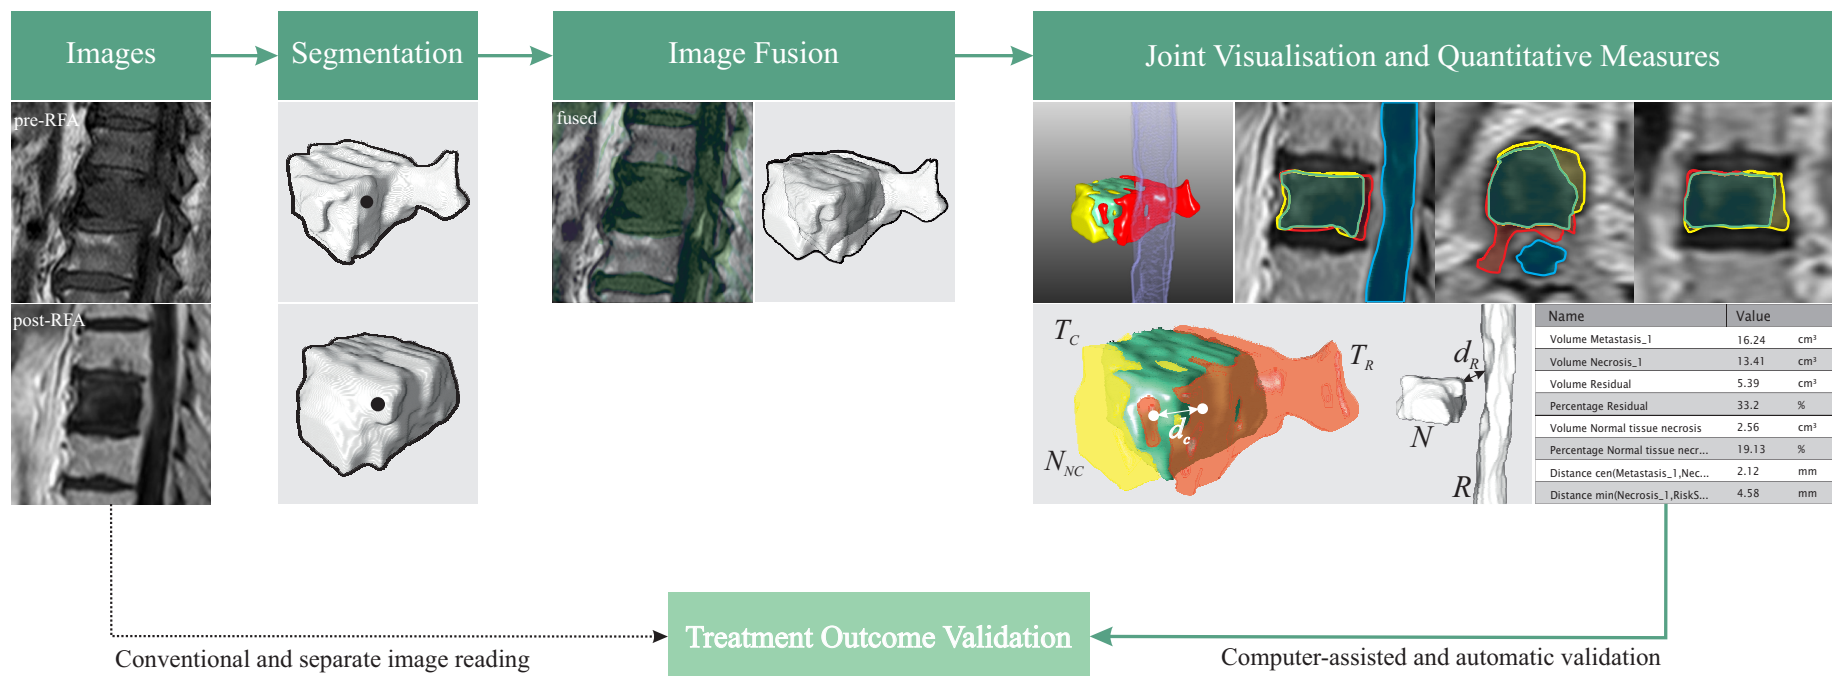 Images
Segmentation
Image Fusion
Joint Visualisation and Quantitative Measures
pre-RFA
fused
post-RFA
T_C
T_R
d_c
N_NC
d_R
N
R
Name Value
Volume Metastasis_1 16.24 cm³
Volume Necrosis_1 13.41 cm³
Volume Residual 5.39 cm³
Percentage Residual 33.2 %
Volume Normal tissue necrosis 2.56 cm³
Percentage Normal tissue necr... 19.13 %
Distance cen(Metastasis_1,Nec... 2.12 mm
Distance min(Necrosis_1,RiskS... 4.58 mm
Treatment Outcome Validation
Conventional and separate image reading
Computer-assisted and automatic validation